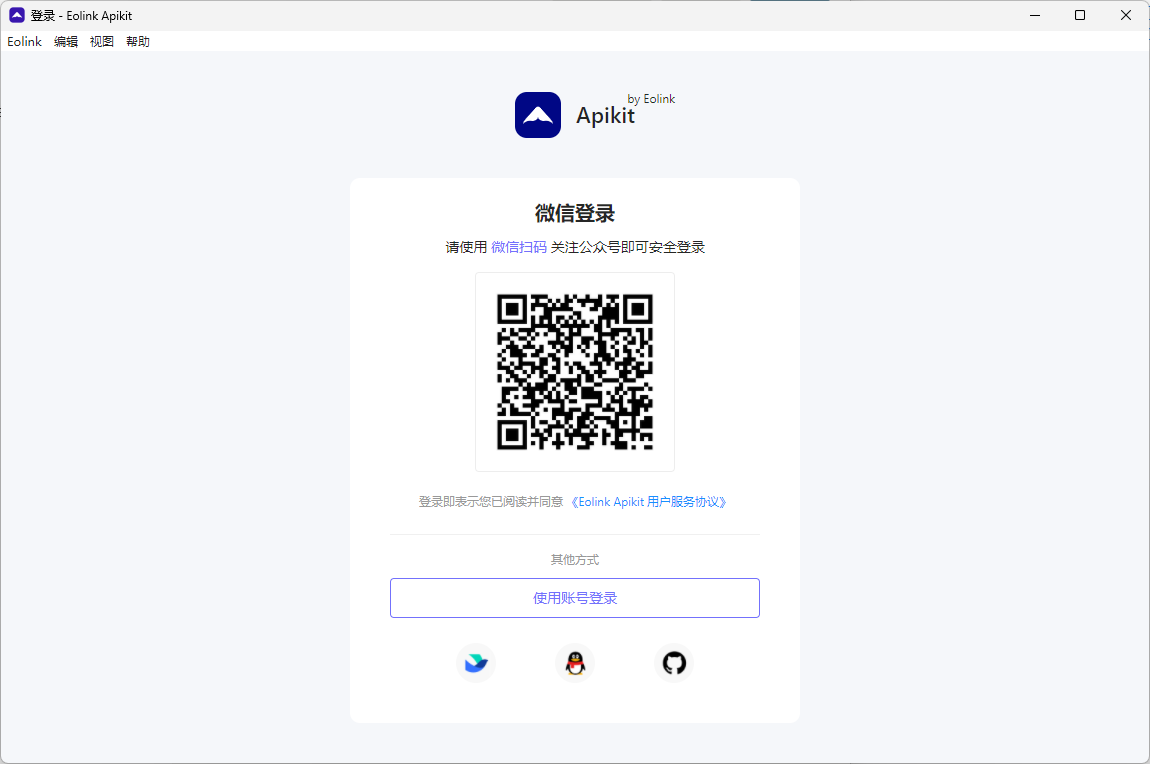 登录 - Eolink Apikit
Eolink 编辑 视图 帮助
by Eolink
Apikit
微信登录
请使用 微信扫码 关注公众号即可安全登录
登录即表示您已阅读并同意 《Eolink Apikit 用户服务协议》
其他方式
使用账号登录